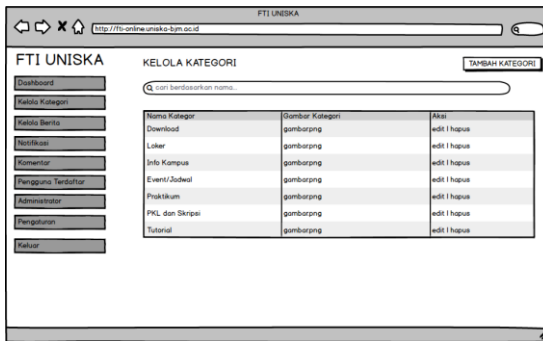 FTI UNISKA
http://fti-online.uniska-bjm.ac.id
FTI UNISKA
Dashboard
Kelola Kategori
Kelola Berita
Notifikasi
Komentar
Pengguna Terdaftar
Administrator
Pengaturan
Keluar
KELOLA KATEGORI
TAMBAH KATEGORI
cari berdasarkan nama..
Nama Kategor Gambar Kategori Aksi
Download gambarpng edit | hapus
Loker gambarpng edit | hapus
Info Kampus gambarpng edit | hapus
Event/Jadwal gambarpng edit | hapus
Praktikum gambarpng edit | hapus
PKL dan Skripsi gambarpng edit | hapus
Tutorial gambarpng edit | hapus